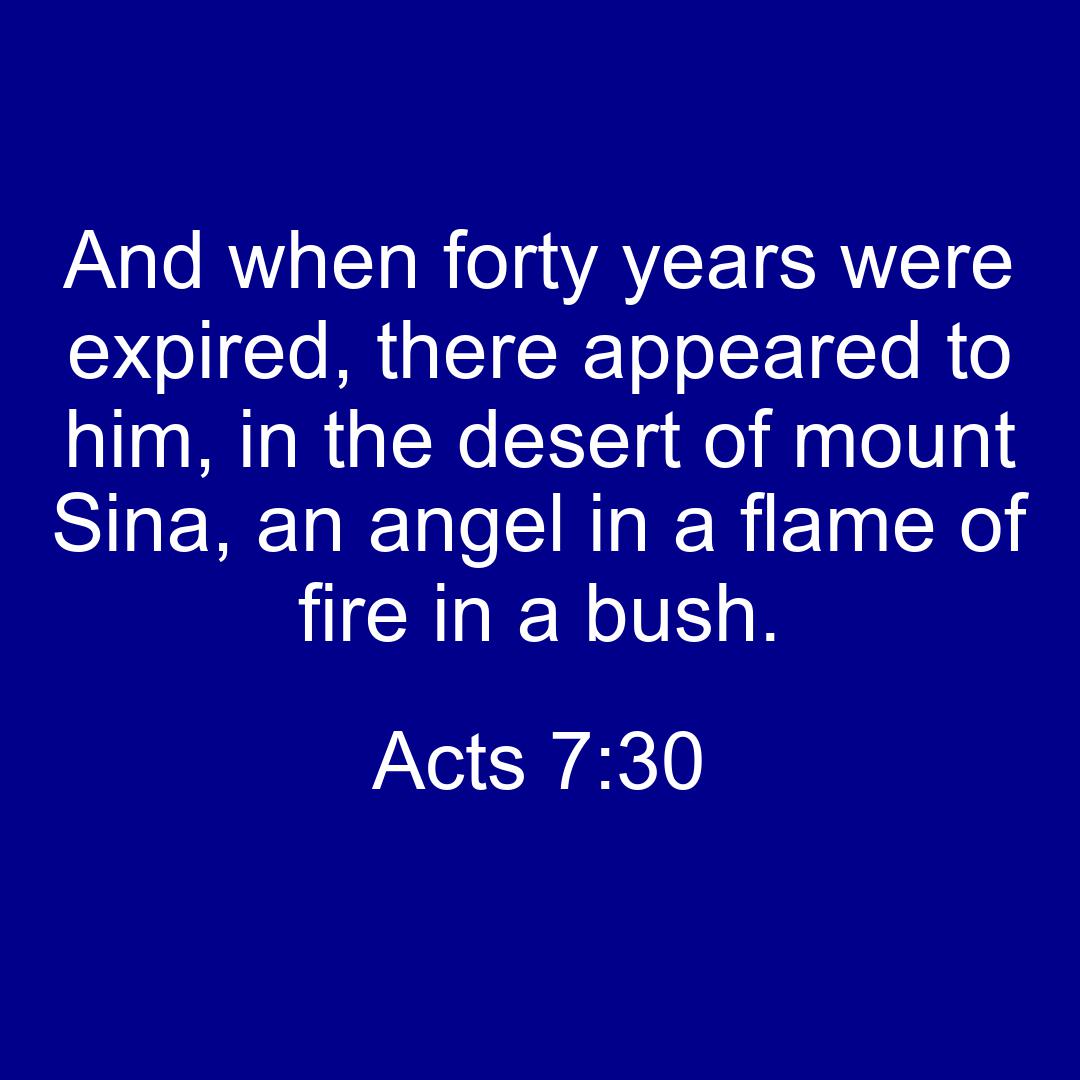 And when forty years were
expired, there appeared to
him, in the desert of mount
Sina, an angel in a flame of
fire in a bush.
Acts 7:30